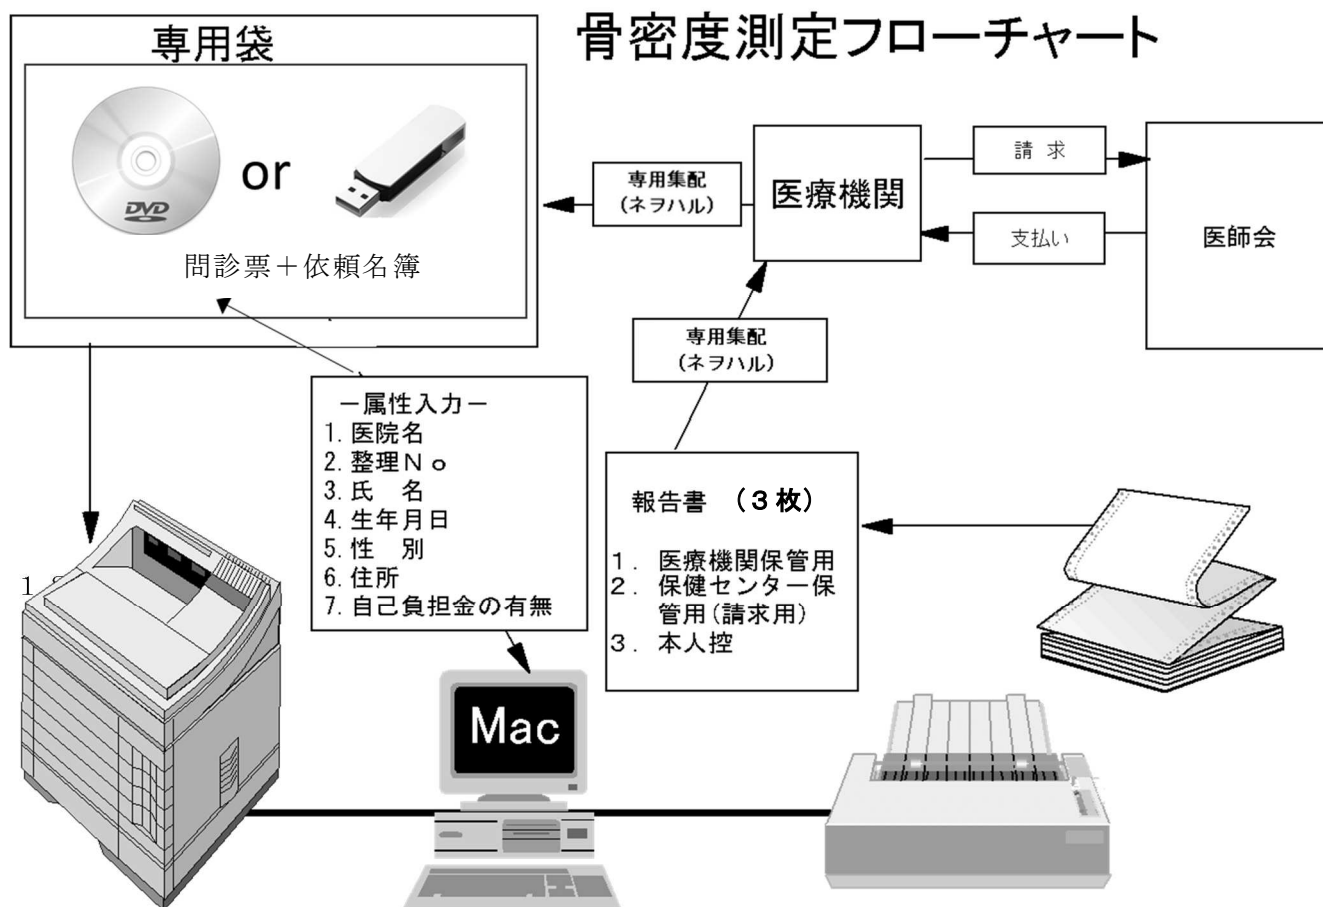 骨密度測定フローチャート
専用袋
or
DVD
問診票＋依頼名簿
専用集配
(ネヲハル)
医療機関
請 求
支払い
医師会
専用集配
(ネヲハル)
－属性入力－
1. 医院名
2. 整理Ｎｏ
3. 氏　名
4. 生年月日
5. 性　別
6. 住所
7. 自己負担金の有無
報告書 （３枚）
１. 医療機関保管用
２. 保健センター保
管用(請求用)
３. 本人控
1
Mac